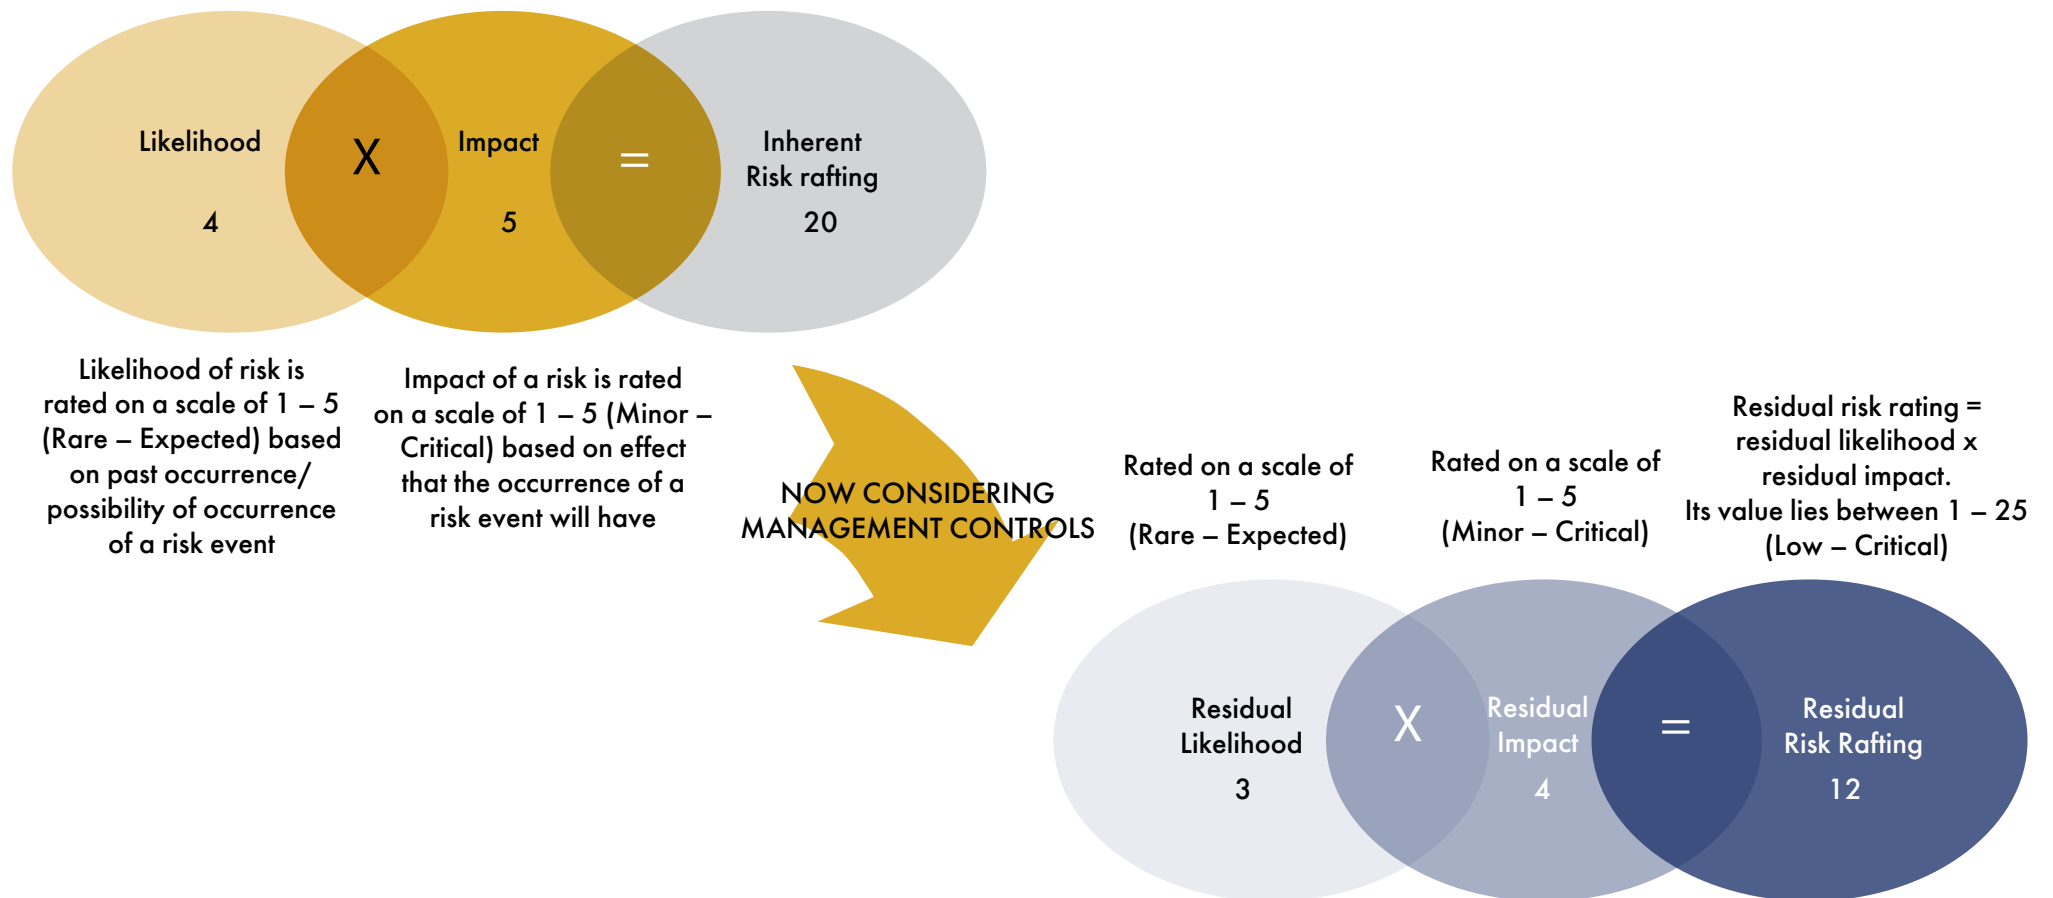 Likelihood
4
X
Impact
5
=
Inherent
Risk rafting
20
Likelihood of risk is
rated on a scale of 1 – 5
(Rare – Expected) based
on past occurrence/
possibility of occurrence
of a risk event
Impact of a risk is rated
on a scale of 1 – 5 (Minor –
Critical) based on effect
that the occurrence of a
risk event will have
NOW CONSIDERING
MANAGEMENT CONTROLS
Rated on a scale of
1 – 5
(Rare – Expected)
Rated on a scale of
1 – 5
(Minor – Critical)
Residual risk rating =
residual likelihood x
residual impact.
Its value lies between 1 – 25
(Low – Critical)
Residual
Likelihood
3
X
Residual
Impact
4
=
Residual
Risk Rafting
12